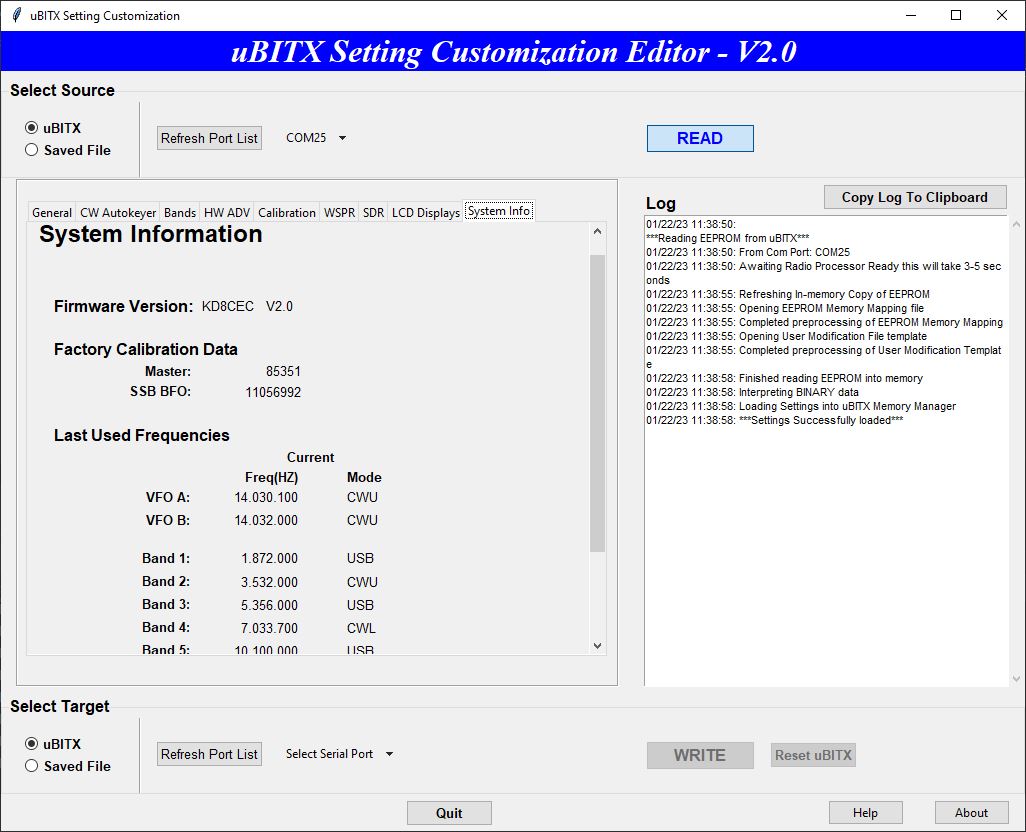 uBITX Setting Customization
uBITX Setting Customization Editor - V2.0
Select Source
uBITX
Saved File
Refresh Port List
COM25
READ
General CW Autokeyer Bands HW ADV Calibration WSPR SDR LCD Displays System Info
System Information
Firmware Version: KD8CEC V2.0
Factory Calibration Data
Master: 85351
SSB BFO: 11056992
Last Used Frequencies
Current
Freq(HZ) Mode
VFO A: 14.030.100 CWU
VFO B: 14.032.000 CWU
Band 1: 1.872.000 USB
Band 2: 3.532.000 CWU
Band 3: 5.356.000 USB
Band 4: 7.033.700 CWL
Band 5: 10.100.000 USB
Log
Copy Log To Clipboard
01/22/23 11:38:50:
***Reading EEPROM from uBITX***
01/22/23 11:38:50: From Com Port: COM25
01/22/23 11:38:50: Awaiting Radio Processor Ready this will take 3-5 sec
onds
01/22/23 11:38:55: Refreshing In-memory Copy of EEPROM
01/22/23 11:38:55: Opening EEPROM Memory Mapping file
01/22/23 11:38:55: Completed preprocessing of EEPROM Memory Mapping
01/22/23 11:38:55: Opening User Modification File template
01/22/23 11:38:55: Completed preprocessing of User Modification Templat
e
01/22/23 11:38:58: Finished reading EEPROM into memory
01/22/23 11:38:58: Interpreting BINARY data
01/22/23 11:38:58: Loading Settings into uBITX Memory Manager
01/22/23 11:38:58: ***Settings Successfully loaded***
Select Target
uBITX
Saved File
Refresh Port List
Select Serial Port
WRITE
Reset uBITX
Quit
Help
About